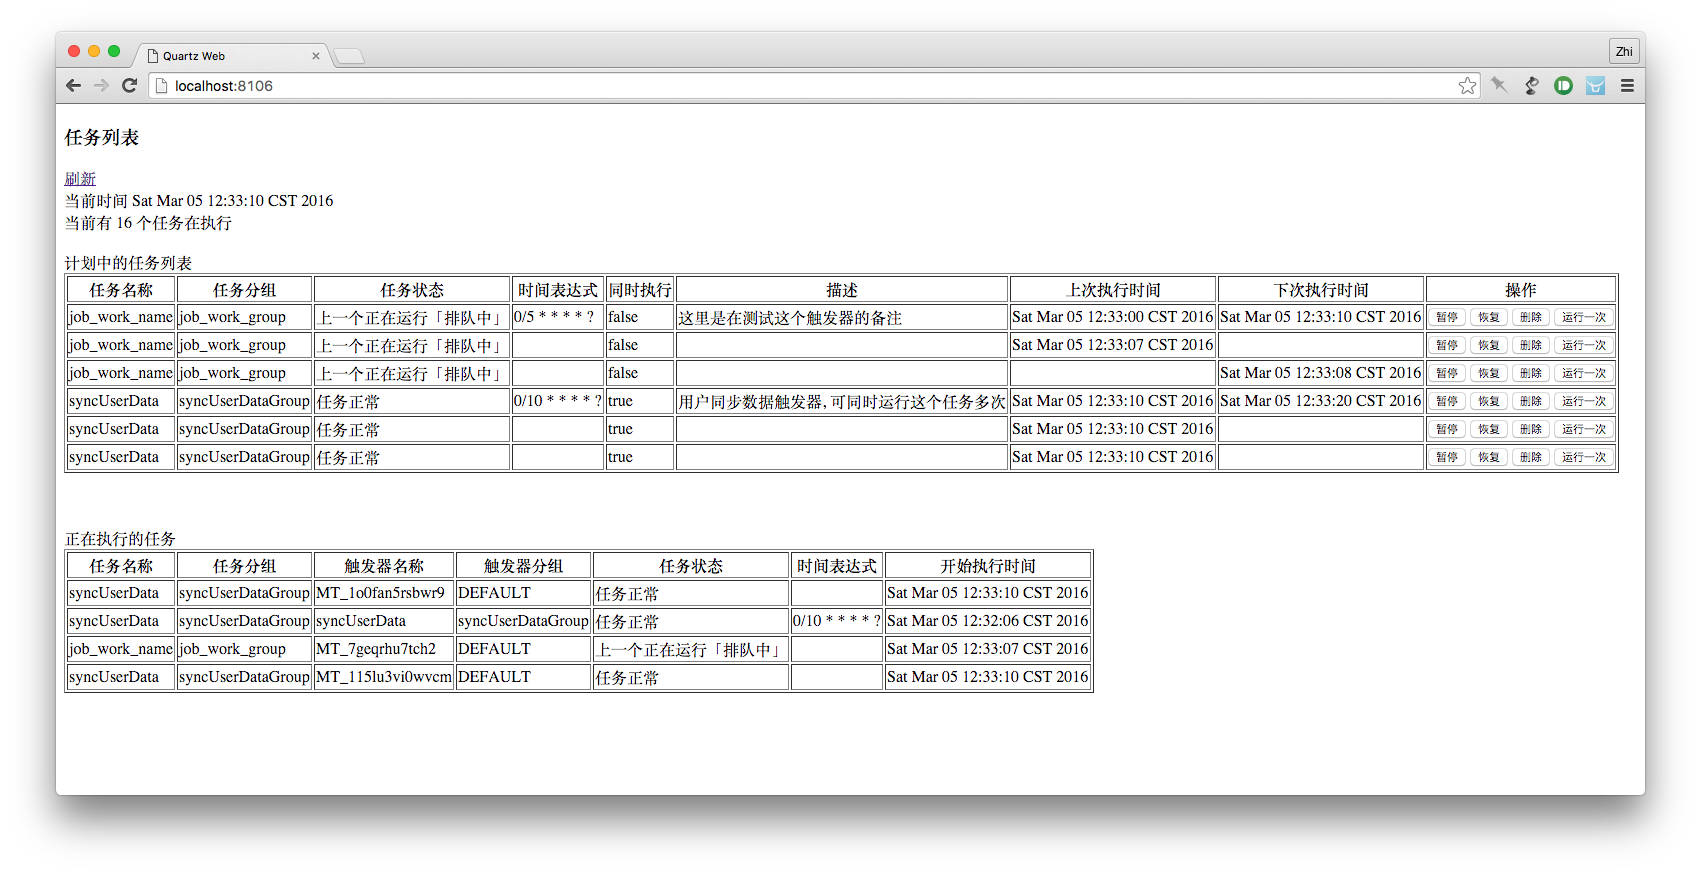 Quartz Web
Zhi
localhost:8106
任务列表
刷新
当前时间 Sat Mar 05 12:33:10 CST 2016
当前有 16 个任务在执行
计划中的任务列表
任务名称 任务分组 任务状态 时间表达式 同时执行 描述 上次执行时间 下次执行时间 操作
job_work_name job_work_group 上一个正在运行「排队中」 0/5 * * * * ? false 这里是在测试这个触发器的备注 Sat Mar 05 12:33:00 CST 2016 Sat Mar 05 12:33:10 CST 2016 暂停 恢复 删除 运行一次
job_work_name job_work_group 上一个正在运行「排队中」 false Sat Mar 05 12:33:07 CST 2016 暂停 恢复 删除 运行一次
job_work_name job_work_group 上一个正在运行「排队中」 false Sat Mar 05 12:33:08 CST 2016 暂停 恢复 删除 运行一次
syncUserData syncUserDataGroup 任务正常 0/10 * * * * ? true 用户同步数据触发器,可同时运行这个任务多次 Sat Mar 05 12:33:10 CST 2016 Sat Mar 05 12:33:20 CST 2016 暂停 恢复 删除 运行一次
syncUserData syncUserDataGroup 任务正常 true Sat Mar 05 12:33:10 CST 2016 暂停 恢复 删除 运行一次
syncUserData syncUserDataGroup 任务正常 true Sat Mar 05 12:33:10 CST 2016 暂停 恢复 删除 运行一次
正在执行的任务
任务名称 任务分组 触发器名称 触发器分组 任务状态 时间表达式 开始执行时间
syncUserData syncUserDataGroup MT_1o0fan5rsbwr9 DEFAULT 任务正常 Sat Mar 05 12:33:10 CST 2016
syncUserData syncUserDataGroup syncUserData syncUserDataGroup 任务正常 0/10 * * * * ? Sat Mar 05 12:32:06 CST 2016
job_work_name job_work_group MT_7geqrhu7tch2 DEFAULT 上一个正在运行「排队中」 Sat Mar 05 12:33:07 CST 2016
syncUserData syncUserDataGroup MT_115lu3vi0wvcm DEFAULT 任务正常 Sat Mar 05 12:33:10 CST 2016